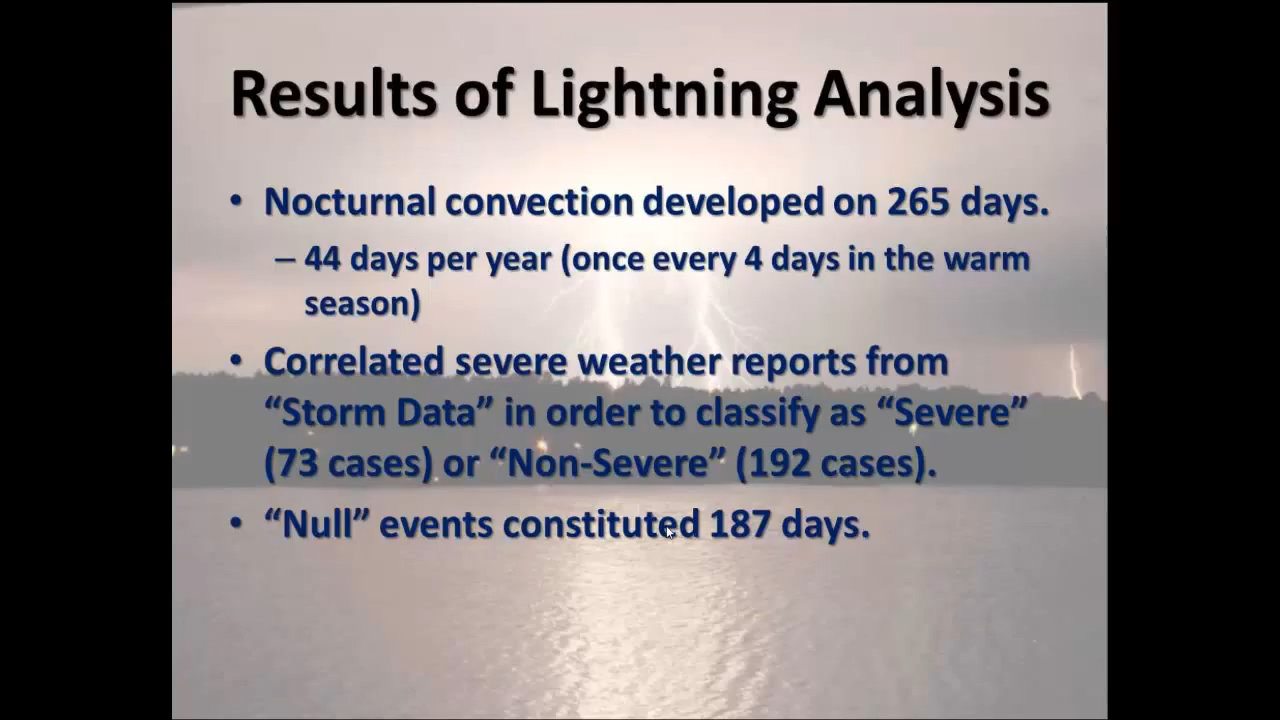 Results of Lightning Analysis
• Nocturnal convection developed on 265 days.
– 44 days per year (once every 4 days in the warm
season)
• Correlated severe weather reports from
“Storm Data” in order to classify as “Severe”
(73 cases) or “Non-Severe” (192 cases).
• “Null” events constituted 187 days.